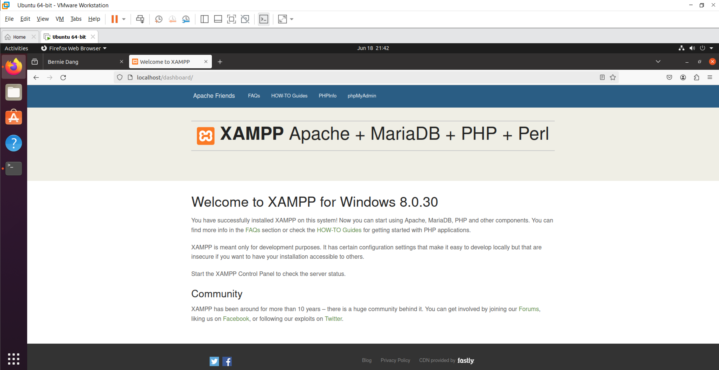 Ubuntu 64-bit - VMware Workstation
File Edit View VM Tabs Help
Home Ubuntu 64-bit
Activities Firefox Web Browser Jun 18 21:42
Bernie Dang Welcome to XAMPP
localhost/dashboard/
Apache Friends FAQs HOW-TO Guides PHPInfo phpMyAdmin
XAMPP Apache + MariaDB + PHP + Perl
Welcome to XAMPP for Windows 8.0.30
You have successfully installed XAMPP on this system! Now you can start using Apache, MariaDB, PHP and other components. You can
find more info in the FAQs section or check the HOW-TO Guides for getting started with PHP applications.
XAMPP is meant only for development purposes. It has certain configuration settings that make it easy to develop locally but that are
insecure if you want to have your installation accessible to others.
Start the XAMPP Control Panel to check the server status.
Community
XAMPP has been around for more than 10 years – there is a huge community behind it. You can get involved by joining our Forums,
liking us on Facebook, or following our exploits on Twitter.
Blog Privacy Policy CDN provided by fastly